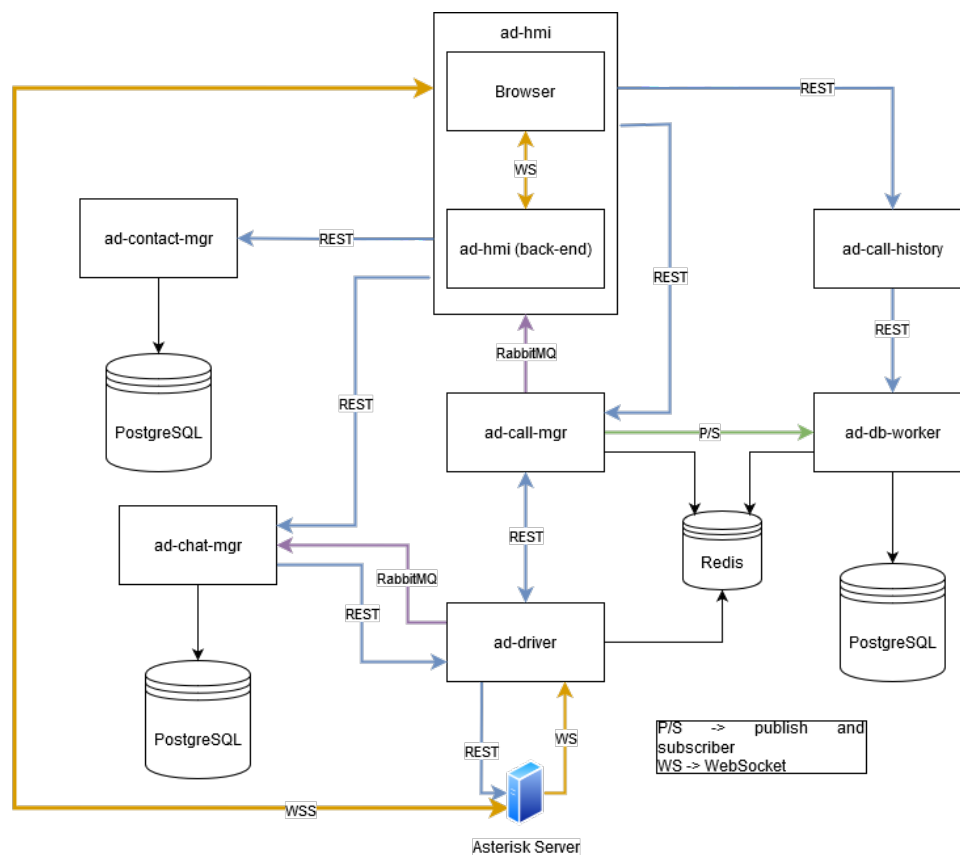 ad-hmi
Browser
REST
WS
ad-contact-mgr
REST
ad-hmi (back-end)
ad-call-history
REST
REST
RabbitMQ
PostgreSQL
REST
ad-call-mgr
P/S
ad-db-worker
ad-chat-mgr
REST
Redis
RabbitMQ
REST
ad-driver
PostgreSQL
PostgreSQL
REST
WS
P/S -> publish and
subscriber
WS -> WebSocket
WSS
Asterisk Server